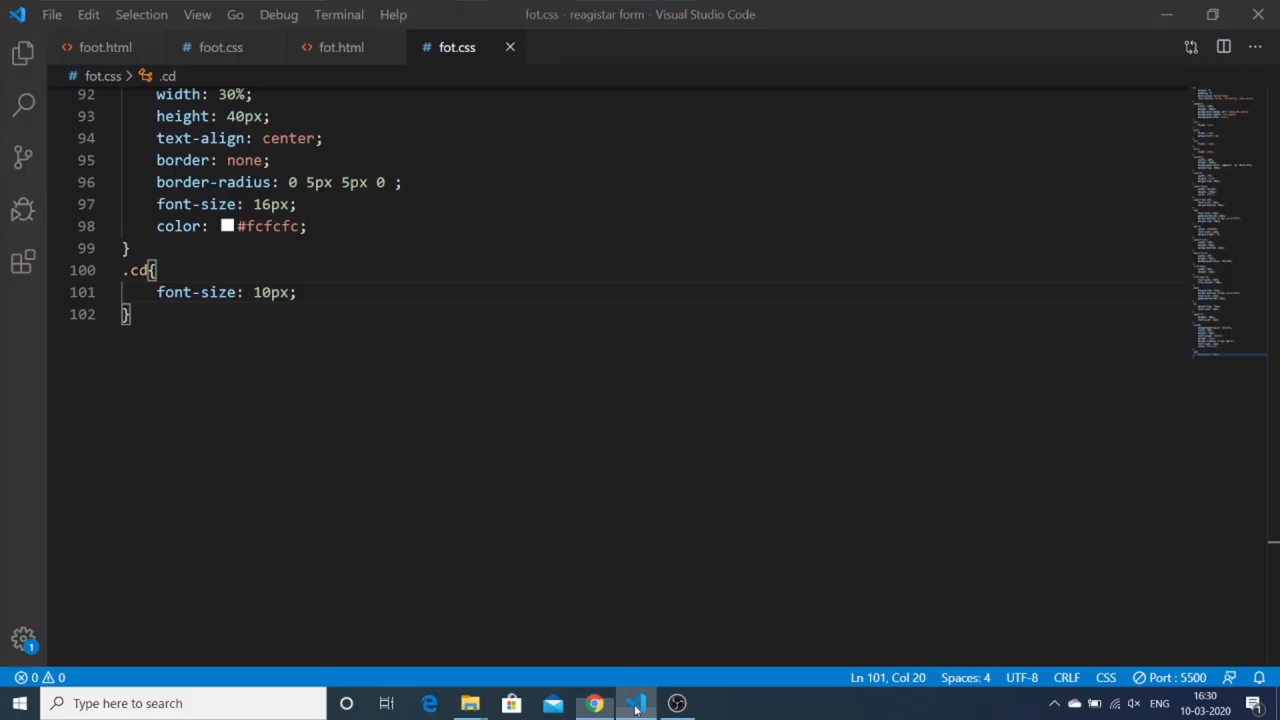 File Edit Selection View Go Debug Terminal Help fot.css - reagistar form - Visual Studio Code
foot.html foot.css fot.html fot.css
fot.css > .cd
92 width: 30%;
93 height: 40px;
94 text-align: center;
95 border: none;
96 border-radius: 0 5px 5px 0 ;
97 font-size: 16px;
98 color: #fcfcfc;
99 }
100 .cd{
101 font-size: 10px;
102 }
1
0 0 Ln 101, Col 20 Spaces: 4 UTF-8 CRLF CSS Port : 5500
Type here to search ENG 16:30 1
10-03-2020